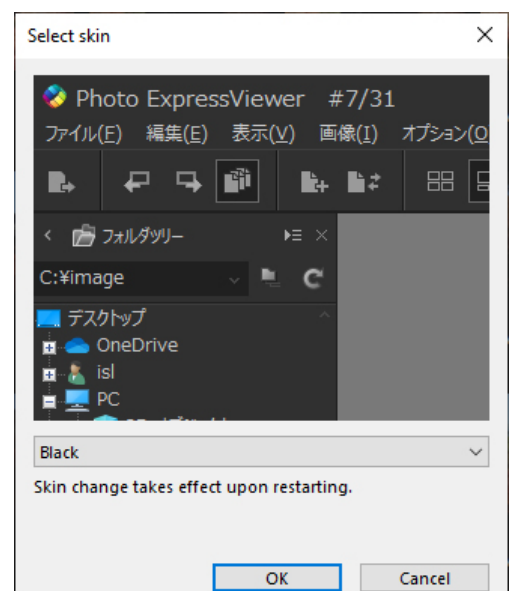 Select skin
Photo ExpressViewer #7/31
ファイル(F) 編集(E) 表示(V) 画像(I) オプション(O
フォルダツリー
C:¥image
デスクトップ
OneDrive
isl
PC
Black
Skin change takes effect upon restarting.
OK Cancel